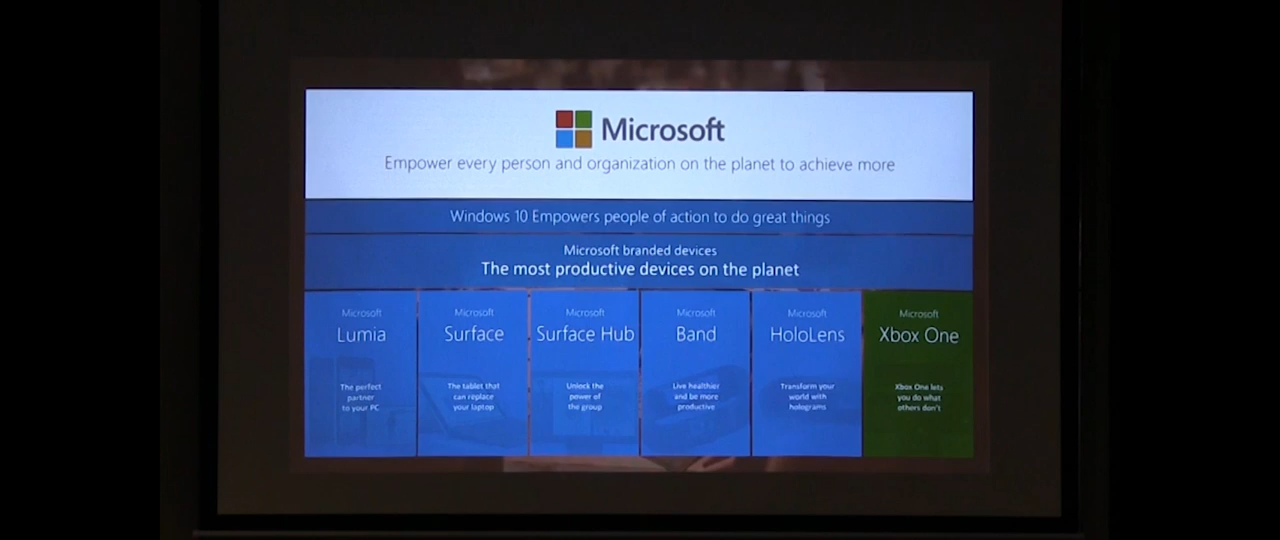 Microsoft
Empower every person and organization on the planet to achieve more
Windows 10 Empowers people of action to do great things
Microsoft branded devices
The most productive devices on the planet
Microsoft
Lumia
The perfect
partner
to your PC
Microsoft
Surface
The tablet that
can replace
your laptop
Microsoft
Surface Hub
Unlock the
power of
the group
Microsoft
Band
Live healthier
and be more
productive
Microsoft
HoloLens
Transform your
world with
holograms
Microsoft
Xbox One
Xbox One lets
you do what
others don't